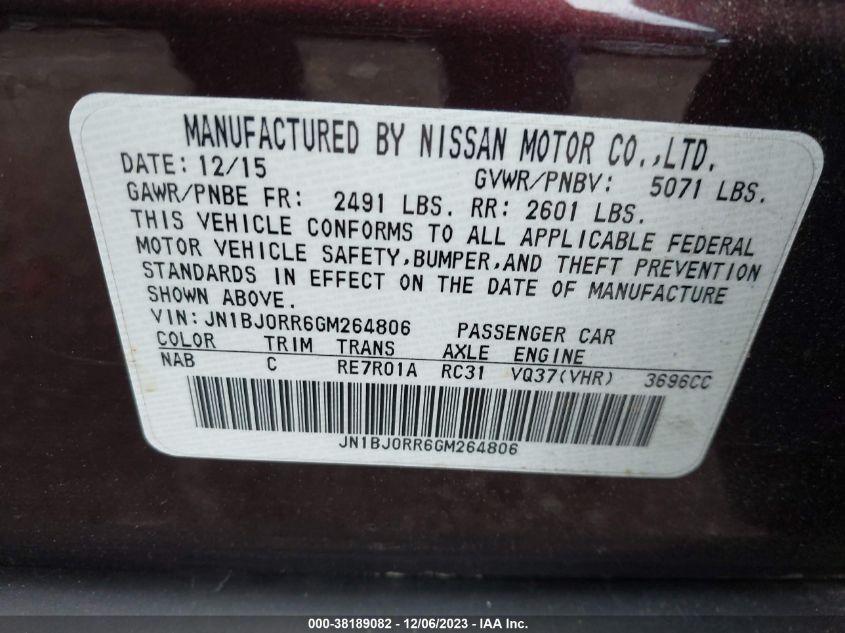 MANUFACTURED BY NISSAN MOTOR CO.,LTD.
DATE: 12/15 GVWR/PNBV: 5071 LBS.
GAWR/PNBE FR: 2491 LBS. RR: 2601 LBS.
THIS VEHICLE CONFORMS TO ALL APPLICABLE FEDERAL
MOTOR VEHICLE SAFETY,BUMPER,AND THEFT PREVENTION
STANDARDS IN EFFECT ON THE DATE OF MANUFACTURE
SHOWN ABOVE.
VIN: JN1BJ0RR6GM264806 PASSENGER CAR
COLOR TRIM TRANS AXLE ENGINE
NAB C RE7R01A RC31 VQ37(VHR) 3696CC
JN1BJ0RR6GM264806
000-38189082 - 12/06/2023 - IAA Inc.